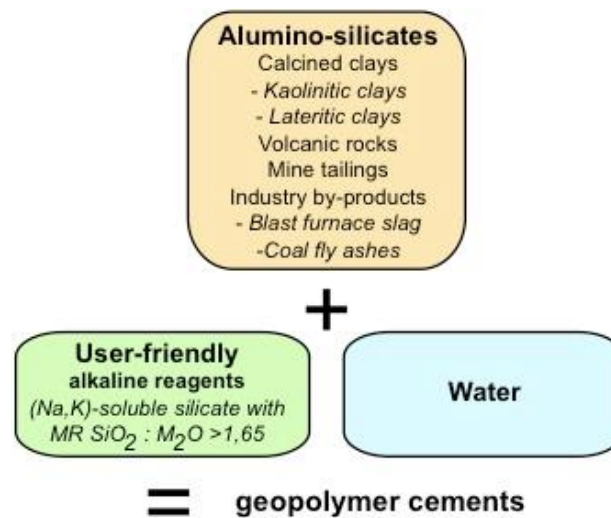 Alumino-silicates
Calcined clays
- Kaolinitic clays
- Lateritic clays
Volcanic rocks
Mine tailings
Industry by-products
- Blast furnace slag
-Coal fly ashes
+
User-friendly
alkaline reagents
(Na,K)-soluble silicate with
MR SiO₂ : M₂O >1,65
Water
= geopolymer cements